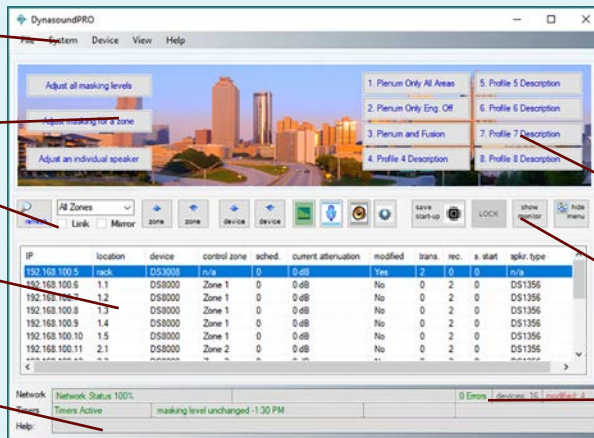 DynasoundPRO
File System Device View Help
Adjust all masking levels
Adjust masking for a zone
Adjust an individual speaker
1. Plenum Only All Areas
2. Plenum Only Eng. Off
3. Plenum and Fusion
4. Profile 4 Description
5. Profile 5 Description
6. Profile 6 Description
7. Profile 7 Description
8. Profile 8 Description
refresh All Zones zone zone device device save start-up LOCK show monitor hide menu
Link Mirror
IP location device control zone sched. current attenuation modified trans. rec. s. start spkr. type
192.168.100.5 rack DS3008 n/a 0 0 dB Yes 2 0 0 n/a
192.168.100.6 1.1 DS8000 Zone 1 0 0 dB No 0 2 0 DS1356
192.168.100.7 1.2 DS8000 Zone 1 0 0 dB No 0 2 0 DS1356
192.168.100.8 1.3 DS8000 Zone 1 0 0 dB No 0 2 0 DS1356
192.168.100.9 1.4 DS8000 Zone 1 0 0 dB No 0 2 0 DS1356
192.168.100.10 1.5 DS8000 Zone 1 0 0 dB No 0 2 0 DS1356
192.168.100.11 2.1 DS8000 Zone 2 0 0 dB No 0 2 0 DS1356
Network Network Status 100% 0 Errors devices: 16 modified: 4
Timers Timers Active masking level unchanged -1:30 PM
Help: